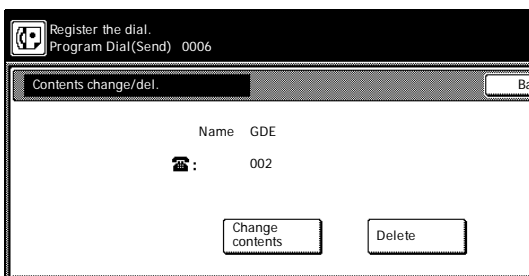 Register the dial.
Program Dial(Send) 0006
Contents change/del.
Name GDE
☎: 002
Change
contents
Delete